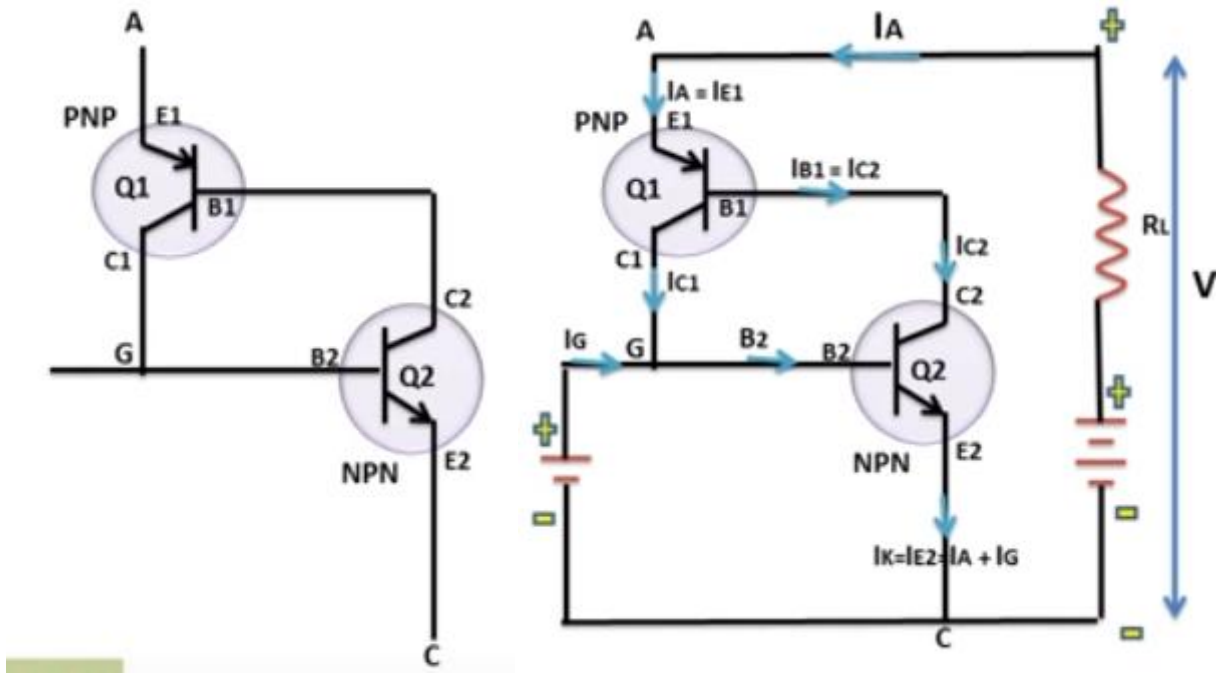 A
PNP
E1
Q1
B1
C1
C2
G
B2
Q2
NPN
E2
C
A
IA
+
IA = IE1
PNP
E1
Q1
IB1 = IC2
B1
C1
IC1
IC2
C2
RL
V
IG
G
B2
B2
Q2
+
+
NPN
E2
-
-
IK=IE2=IA + IG
C
-